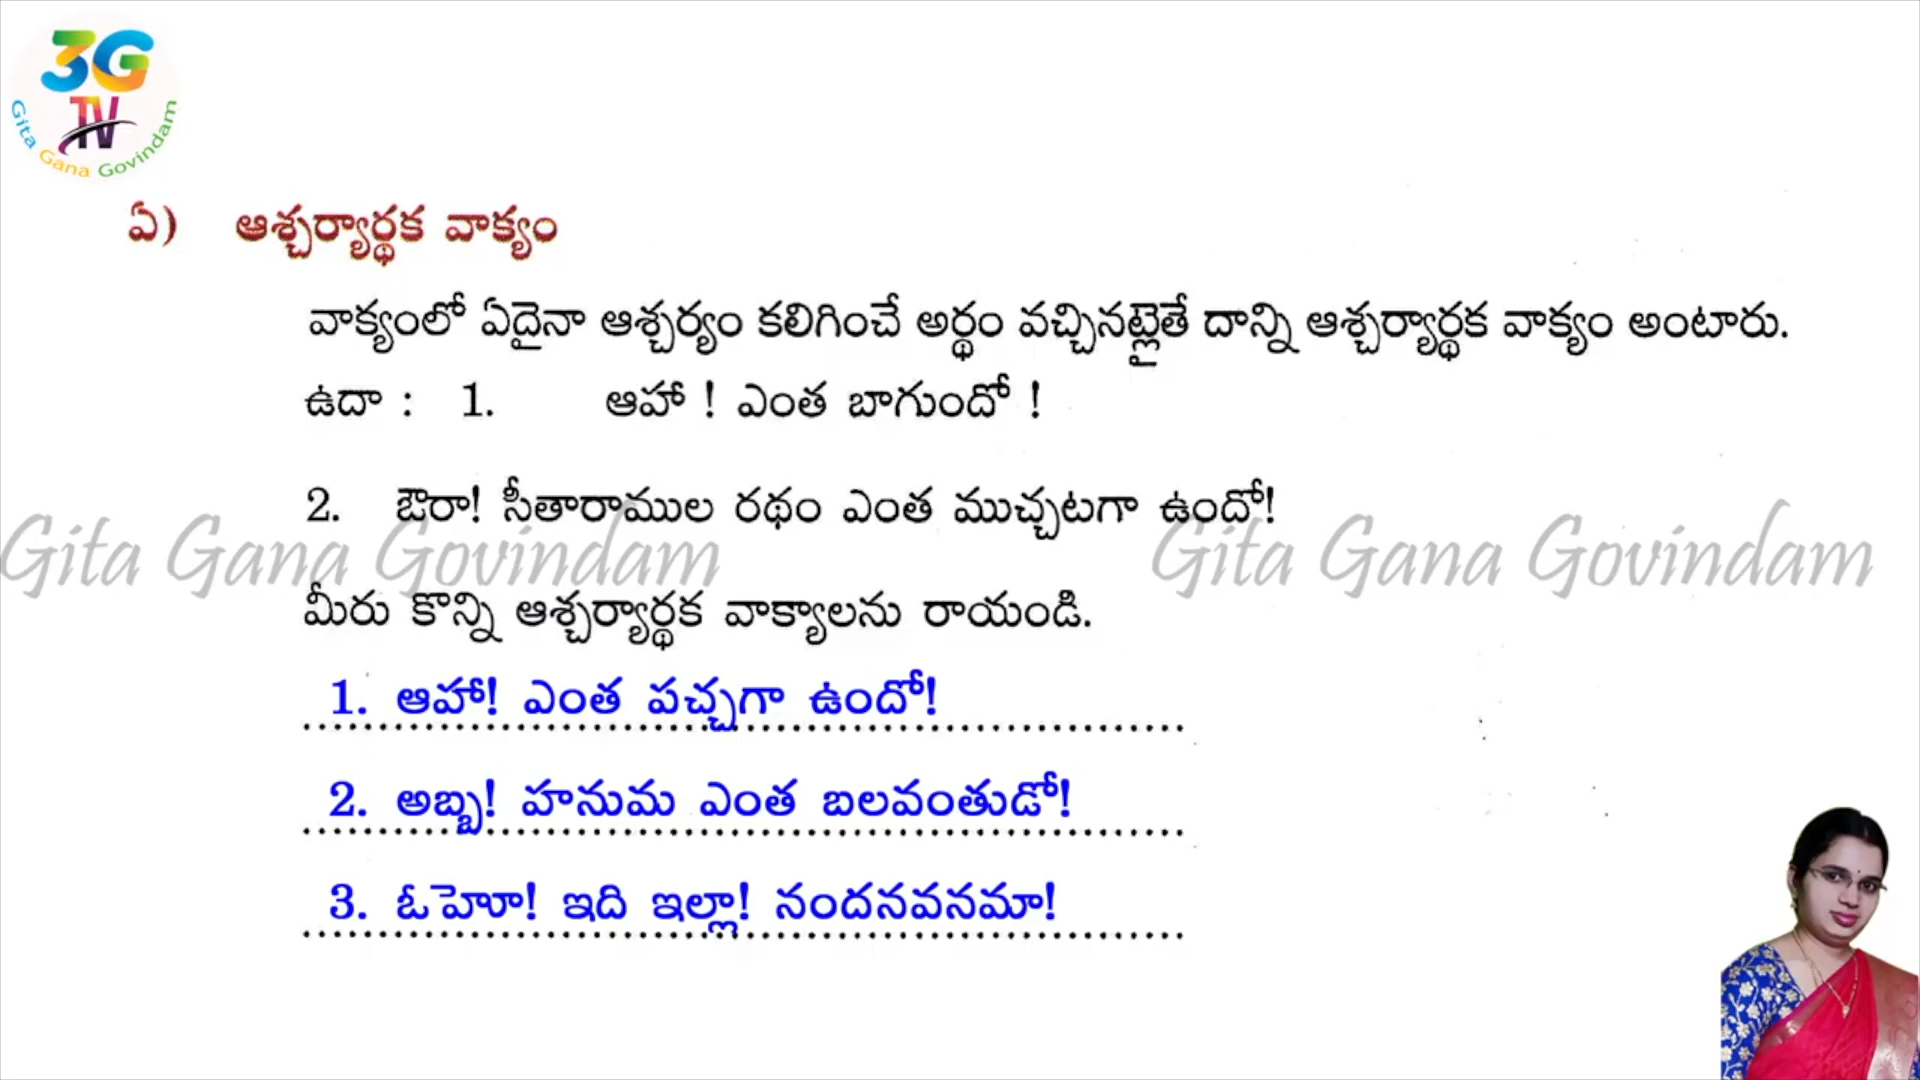 3G
TV
Gita Gana Govindam
ఏ) ఆశ్చర్యార్థక వాక్యం
వాక్యంలో ఏదైనా ఆశ్చర్యం కలిగించే అర్థం వచ్చినట్లైతే దాన్ని ఆశ్చర్యార్థక వాక్యం అంటారు.
ఉదా : 1. ఆహా ! ఎంత బాగుందో !
2. ఔరా! సీతారాముల రథం ఎంత ముచ్చటగా ఉందో!
Gita Gana Govindam Gita Gana Govindam
మీరు కొన్ని ఆశ్చర్యార్థక వాక్యాలను రాయండి.
1. ఆహా! ఎంత పచ్చగా ఉందో!
2. అబ్బ! హనుమ ఎంత బలవంతుడో!
3. ఓహెూ! ఇది ఇల్లా! నందనవనమా!